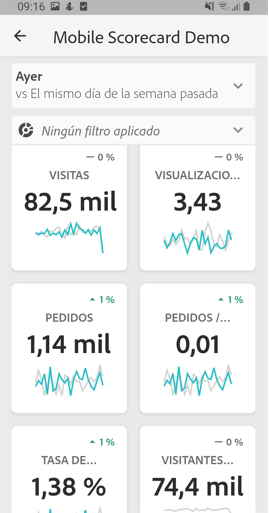 09:16
Mobile Scorecard Demo
Ayer
vs El mismo día de la semana pasada
Ningún filtro aplicado
0 %
0 %
VISITAS
VISUALIZACIO...
82,5 mil
3,43
1 %
1 %
PEDIDOS
PEDIDOS /...
1,14 mil
0,01
1 %
0 %
TASA DE...
VISITANTES...
1,38 %
74,4 mil